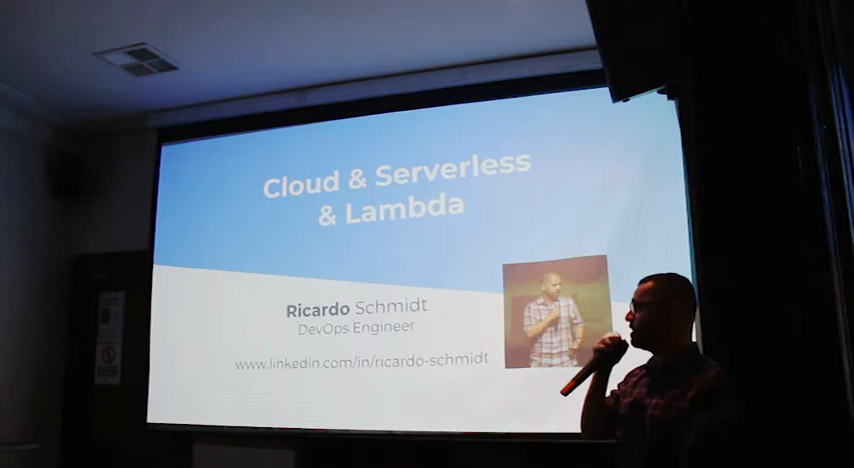 Cloud & Serverless
& Lambda
Ricardo Schmidt
DevOps Engineer
www.linkedin.com/in/ricardo-schmidt